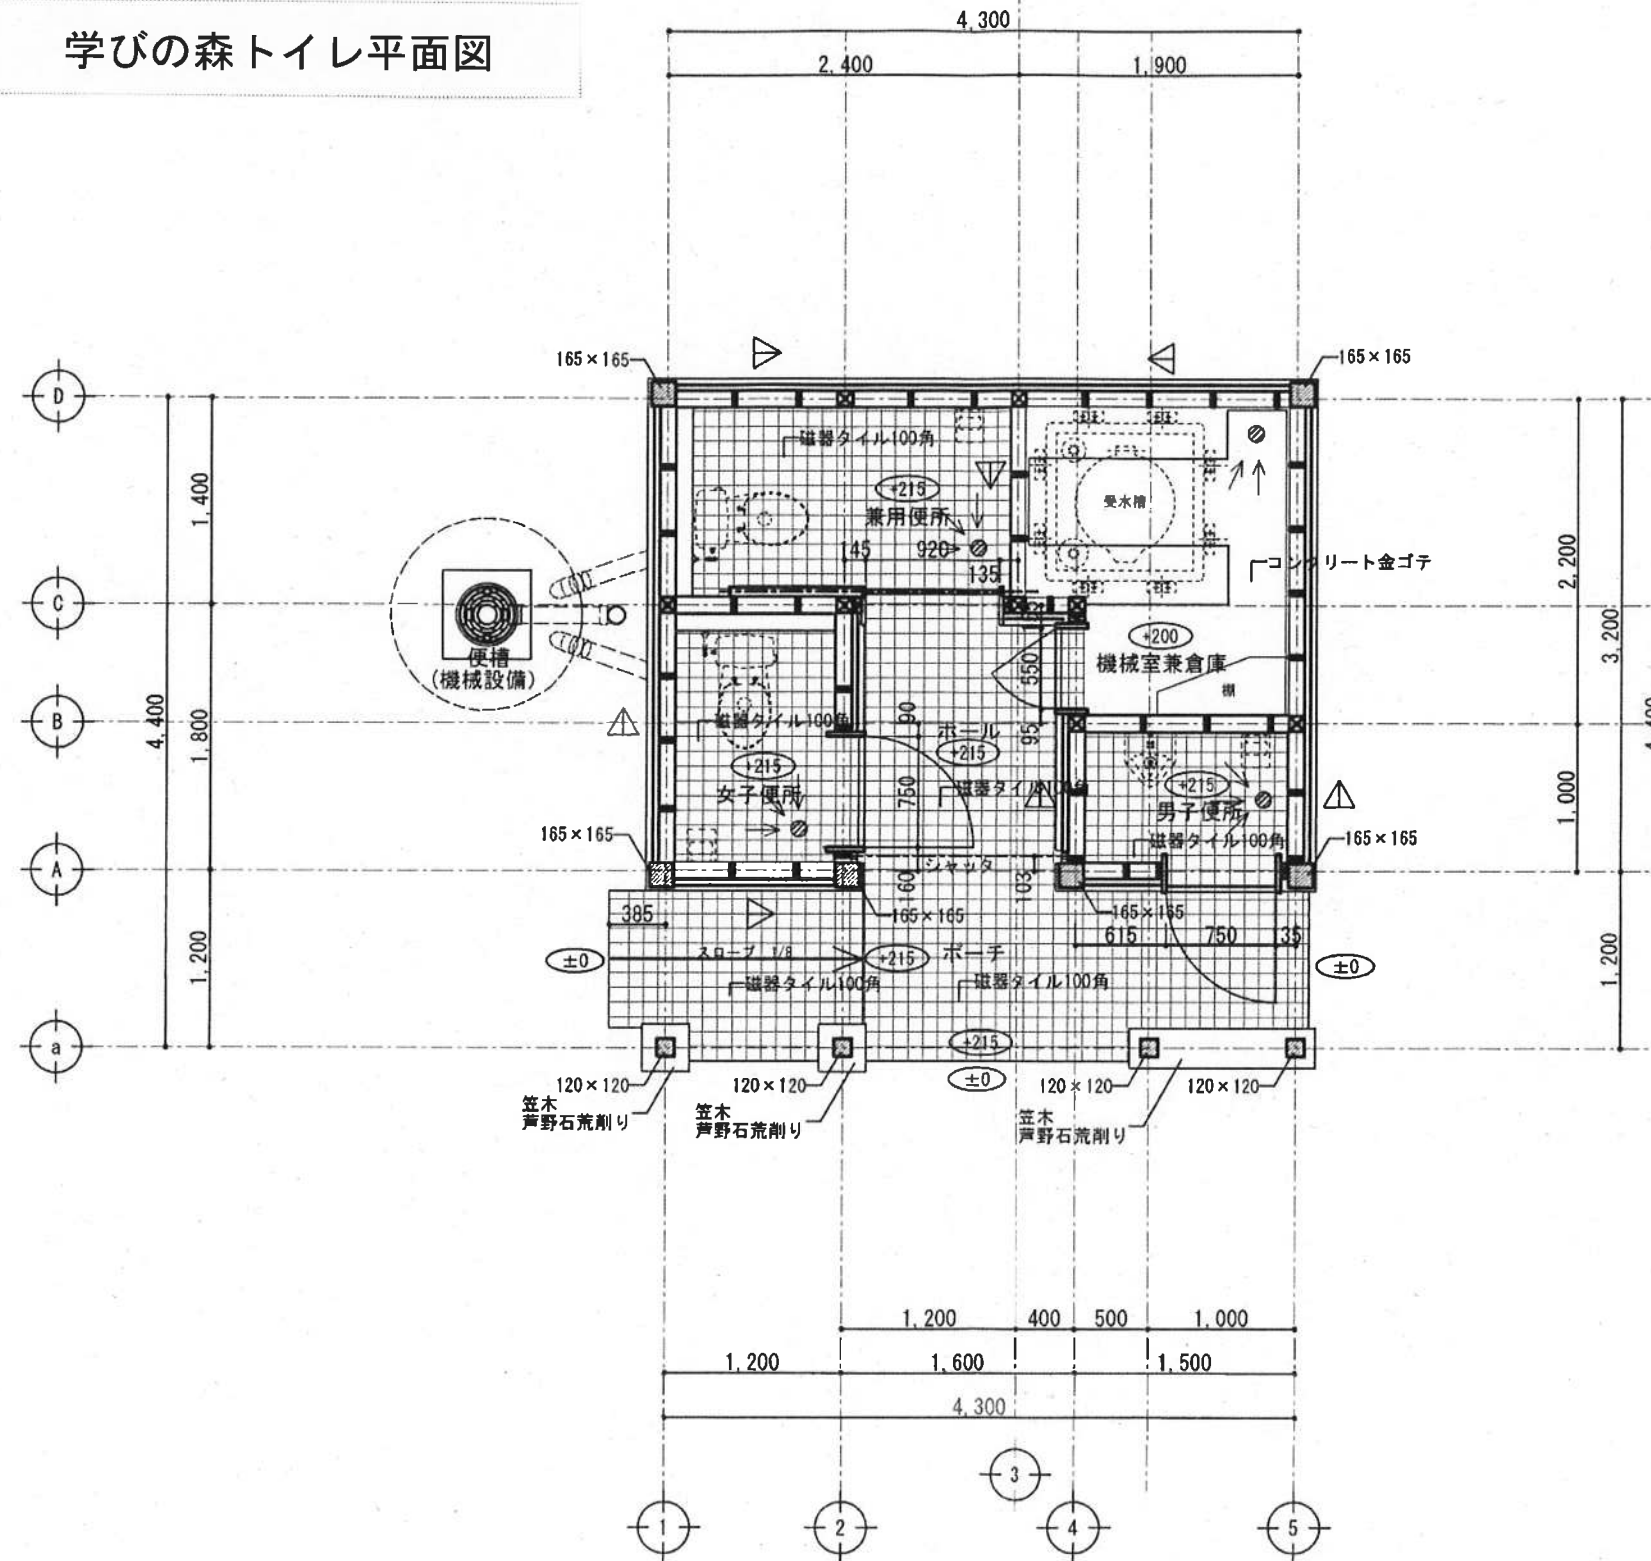 学びの森トイレ平面図
4,300
2,400
1,900
165×165
165×165
D
磁器タイル100角
+215
兼用便所
受水槽
1,400
145
920
135
コンクリート金ゴテ
2,200
C
便槽
(機械設備)
+200
機械室兼倉庫
550
棚
3,200
B
4,400
1,800
磁器タイル100角
90
ホール
+215
95
+215
女子便所
750
磁器タイル100角
+215
男子便所
1,000
165×165
165×165
磁器タイル100角
A
シャッタ
160
103
385
165×165
165×165
615
750
135
±0
スロープ 1/8
+215
ポーチ
±0
1,200
1,200
磁器タイル100角
磁器タイル100角
a
+215
±0
120×120
120×120
120×120
120×120
笠木
芦野石荒削り
笠木
芦野石荒削り
笠木
芦野石荒削り
1,200
400
500
1,000
1,200
1,600
1,500
4,300
3
1
2
4
5